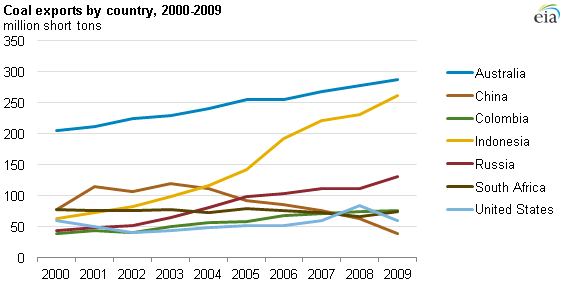 Coal exports by country, 2000-2009
million short tons
eia
350
300
250
200
150
100
50
0
2000 2001 2002 2003 2004 2005 2006 2007 2008 2009
Australia
China
Colombia
Indonesia
Russia
South Africa
United States